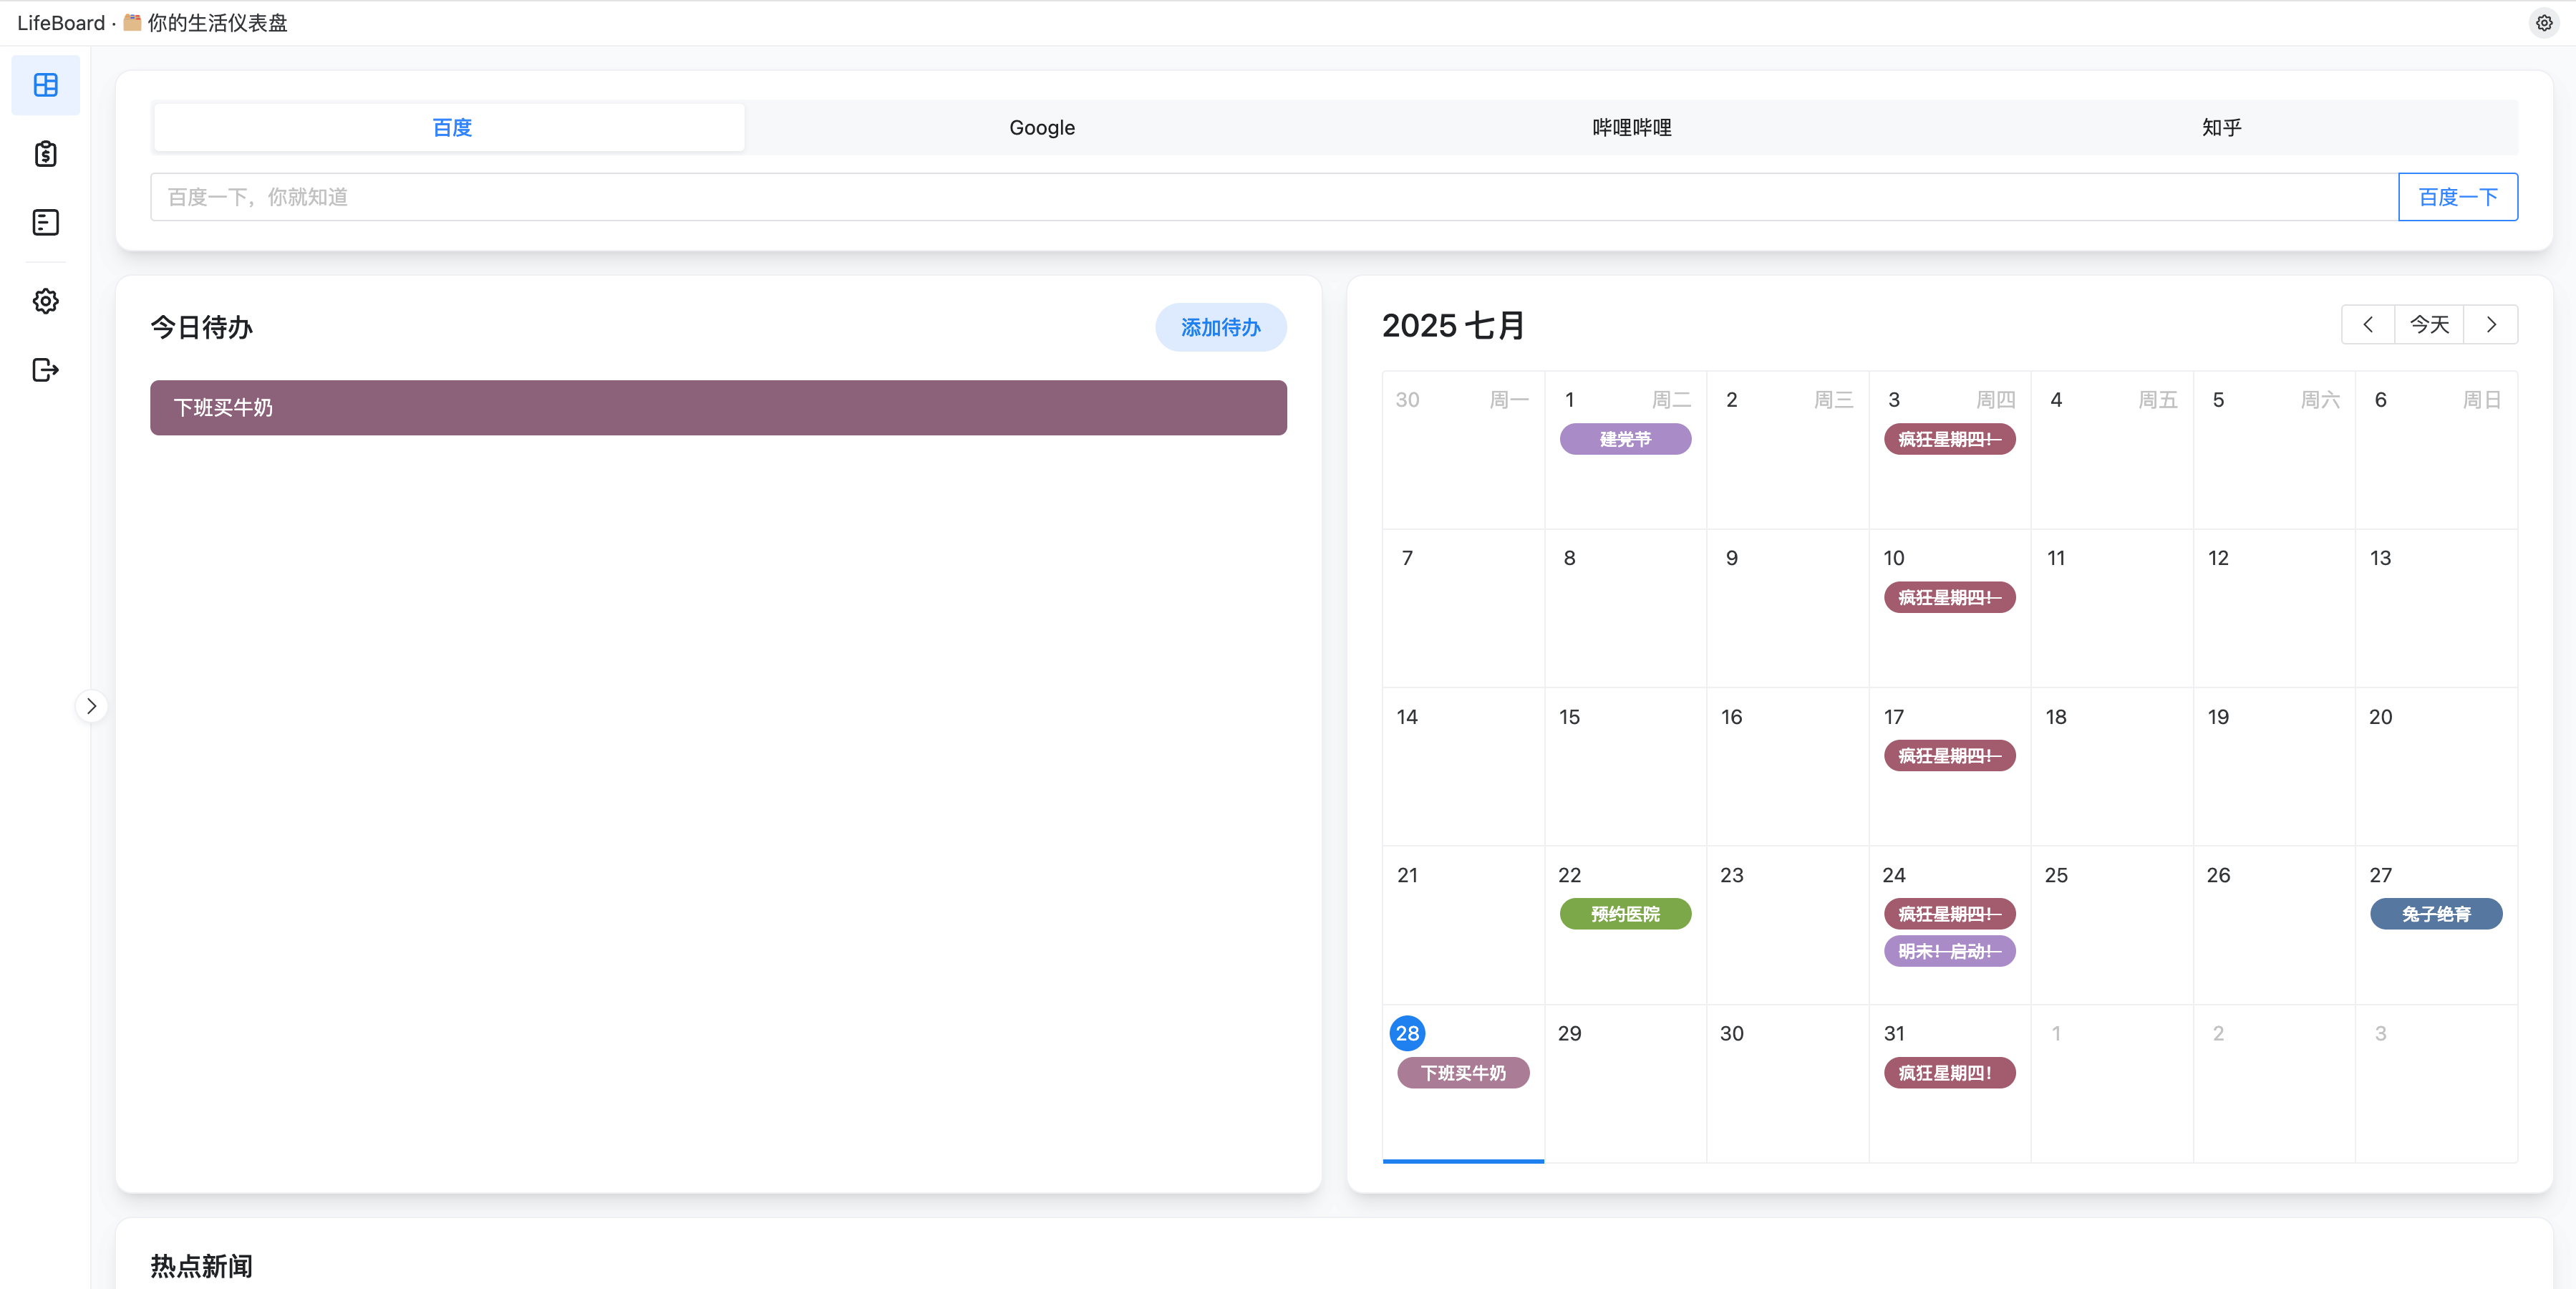 LifeBoard · 🗂️ 你的生活仪表盘
百度 Google 哔哩哔哩 知乎
百度一下，你就知道 百度一下
今日待办 添加待办
下班买牛奶
2025 七月 今天
30 周一 1 周二 2 周三 3 周四 4 周五 5 周六 6 周日
建党节 疯狂星期四！
7 8 9 10 11 12 13
疯狂星期四！
14 15 16 17 18 19 20
疯狂星期四！
21 22 23 24 25 26 27
预约医院 疯狂星期四！ 兔子绝育
明末！启动！
28 29 30 31 1 2 3
下班买牛奶 疯狂星期四！
热点新闻